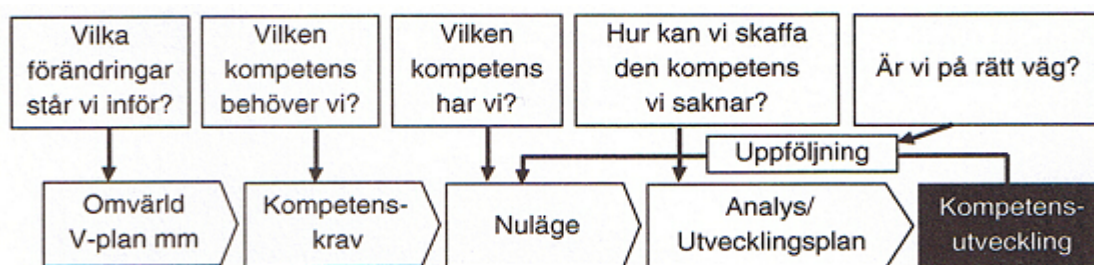 Vilka
förändringar
står vi inför?
Vilken
kompetens
behöver vi?
Vilken
kompetens
har vi?
Hur kan vi skaffa
den kompetens
vi saknar?
Är vi på rätt väg?
Uppföljning
Omvärld
V-plan mm
Kompetens-
krav
Nuläge
Analys/
Utvecklingsplan
Kompetens-
utveckling